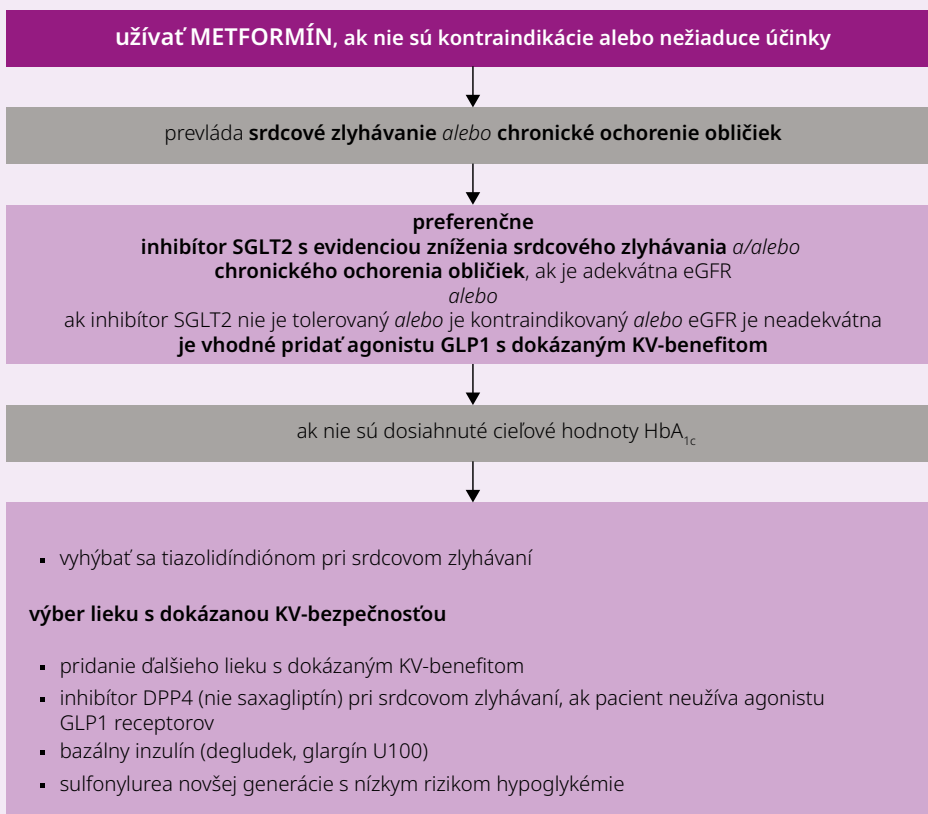 užívať METFORMÍN, ak nie sú kontraindikácie alebo nežiaduce účinky
prevláda srdcové zlyhávanie alebo chronické ochorenie obličiek
preferenčne
inhibítor SGLT2 s evidenciou zníženia srdcového zlyhávania a/alebo
chronického ochorenia obličiek, ak je adekvátna eGFR
alebo
ak inhibítor SGLT2 nie je tolerovaný alebo je kontraindikovaný alebo eGFR je neadekvátna
je vhodné pridať agonistu GLP1 s dokázaným KV-benefitom
ak nie sú dosiahnuté cieľové hodnoty HbA1c
▪ vyhýbať sa tiazolidíndiónom pri srdcovom zlyhávaní
výber lieku s dokázanou KV-bezpečnosťou
▪ pridanie ďalšieho lieku s dokázaným KV-benefitom
▪ inhibítor DPP4 (nie saxagliptín) pri srdcovom zlyhávaní, ak pacient neužíva agonistu
GLP1 receptorov
▪ bazálny inzulín (degludek, glargín U100)
▪ sulfonylurea novšej generácie s nízkym rizikom hypoglykémie